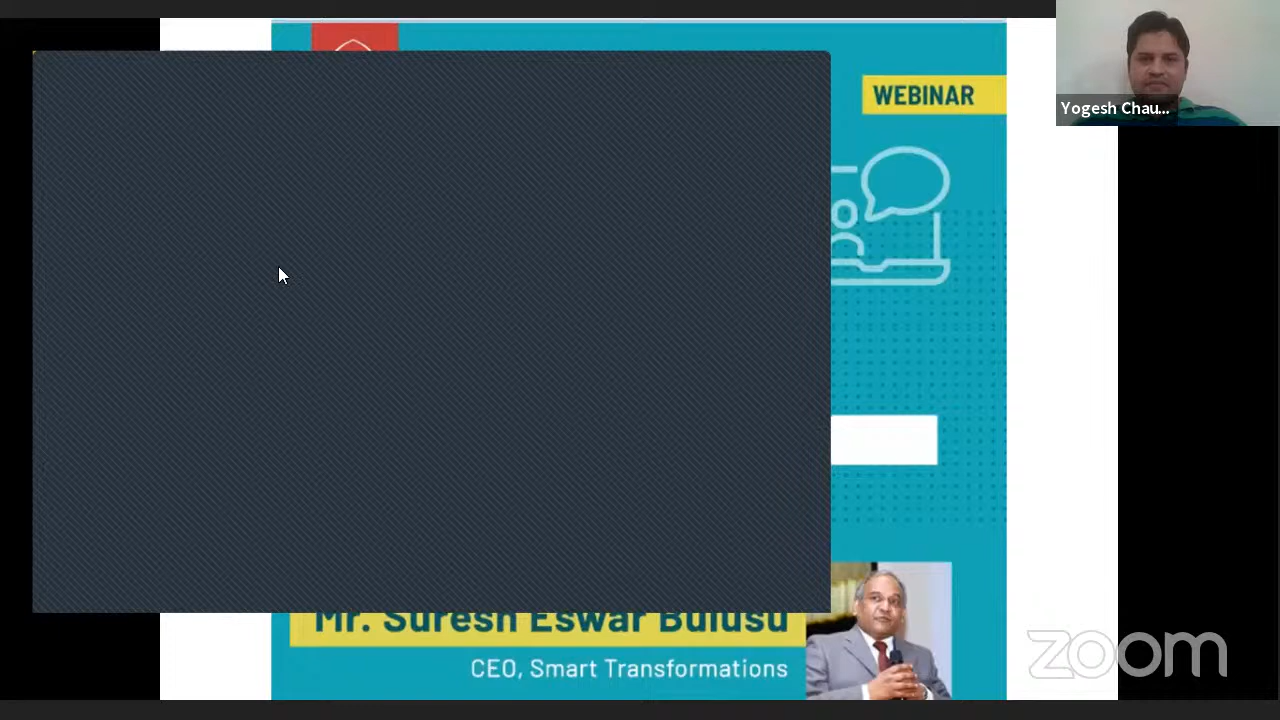 WEBINAR
Yogesh Chau...
Mr. Suresh Eswar Bulusu
CEO, Smart Transformations
zoom